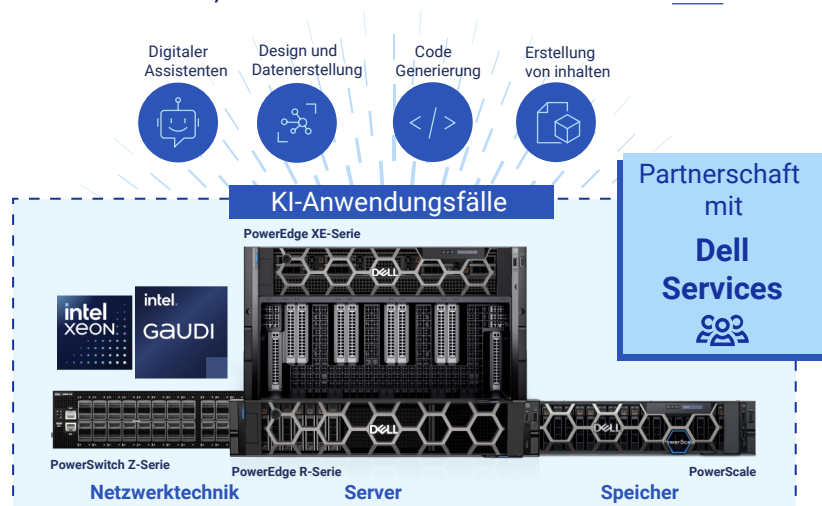 Digitaler
Assistenten
Design und
Datenerstellung
Code
Generierung
Erstellung
von inhalten
KI-Anwendungsfälle
Partnerschaft
mit
Dell
Services
PowerEdge XE-Serie
DELL
intel
xeon
intel
GAUDI
DELL
DELL
PowerScale
PowerSwitch Z-Serie
PowerEdge R-Serie
PowerScale
Netzwerktechnik
Server
Speicher